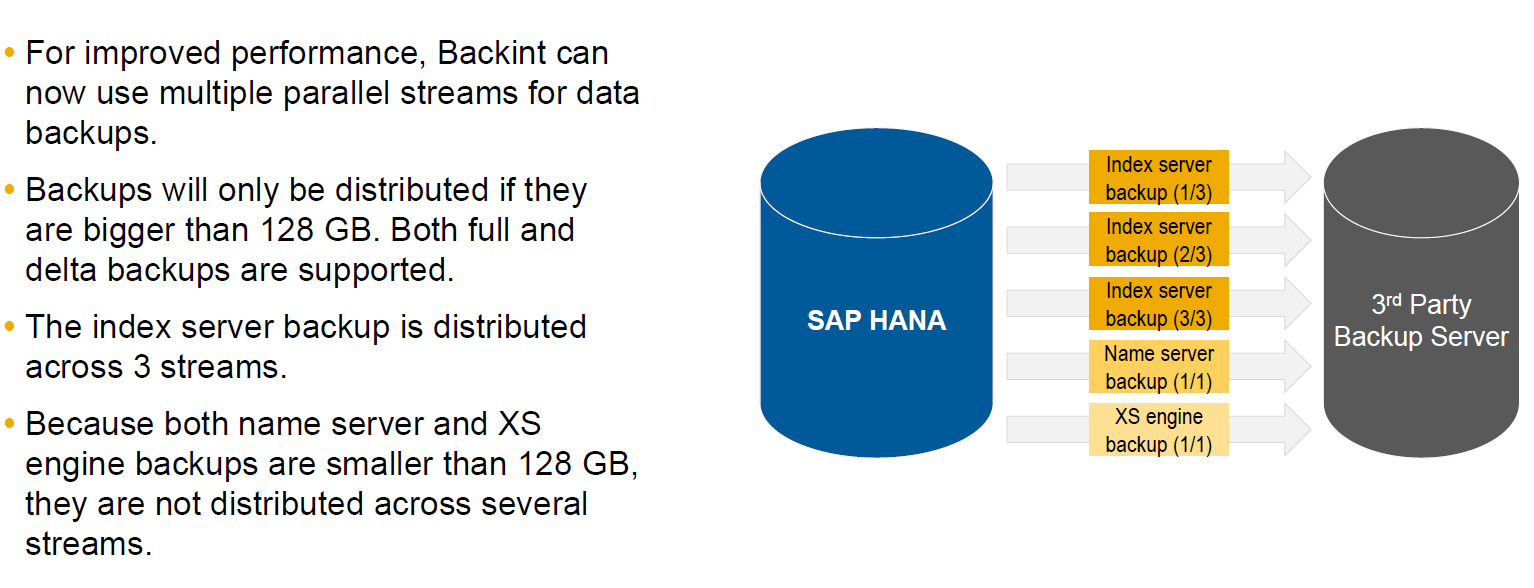 • For improved performance, Backint can
now use multiple parallel streams for data
backups.
• Backups will only be distributed if they
are bigger than 128 GB. Both full and
delta backups are supported.
• The index server backup is distributed
across 3 streams.
• Because both name server and XS
engine backups are smaller than 128 GB,
they are not distributed across several
streams.
SAP HANA
Index server
backup (1/3)
Index server
backup (2/3)
Index server
backup (3/3)
Name server
backup (1/1)
XS engine
backup (1/1)
3rd Party
Backup Server